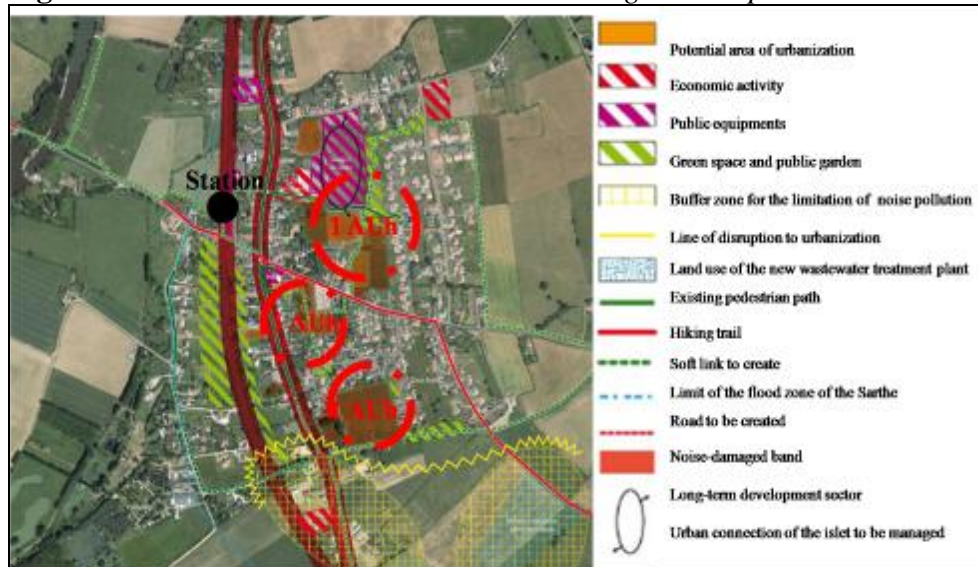 Station
1 AUh
AUh
AUh
Potential area of urbanization
Economic activity
Public equipments
Green space and public garden
Buffer zone for the limitation of noise pollution
Line of disruption to urbanization
Land use of the new wastewater treatment plant
Existing pedestrian path
Hiking trail
Soft link to create
Limit of the flood zone of the Sarthe
Road to be created
Noise-damaged band
Long-term development sector
Urban connection of the islet to be managed